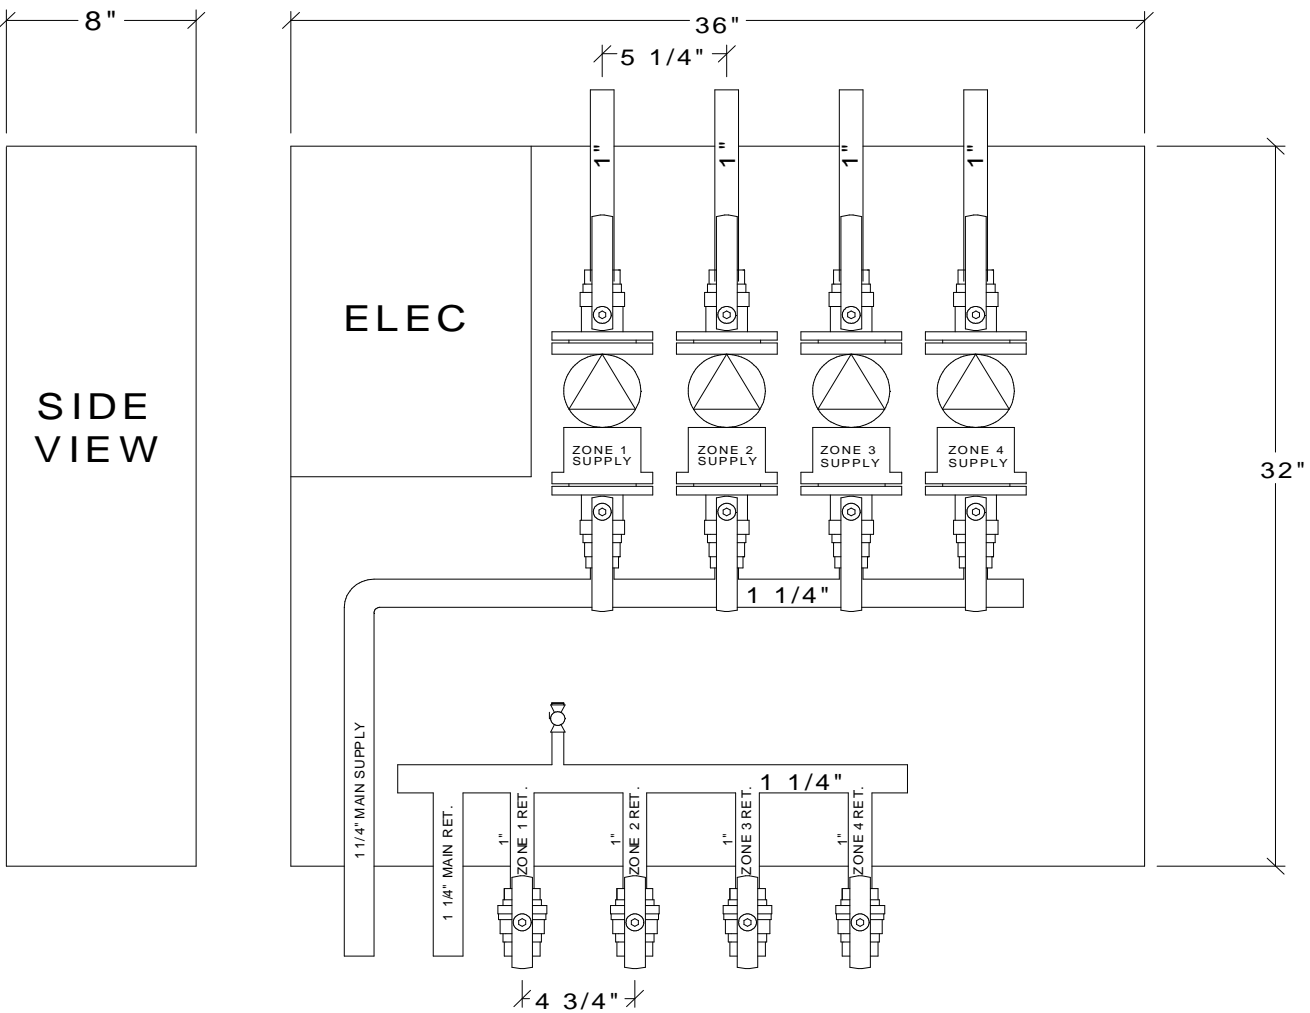 8"
36"
5 1/4"
1"
1"
1"
1"
ELEC
SIDE
VIEW
ZONE 1
SUPPLY
ZONE 2
SUPPLY
ZONE 3
SUPPLY
ZONE 4
SUPPLY
32"
1 1/4"
1 1/4" MAIN SUPPLY
1 1/4"
1 1/4" MAIN RET.
1"
ZONE 1 RET.
1"
ZONE 2 RET.
1"
ZONE 3 RET.
1"
ZONE 4 RET.
4 3/4"